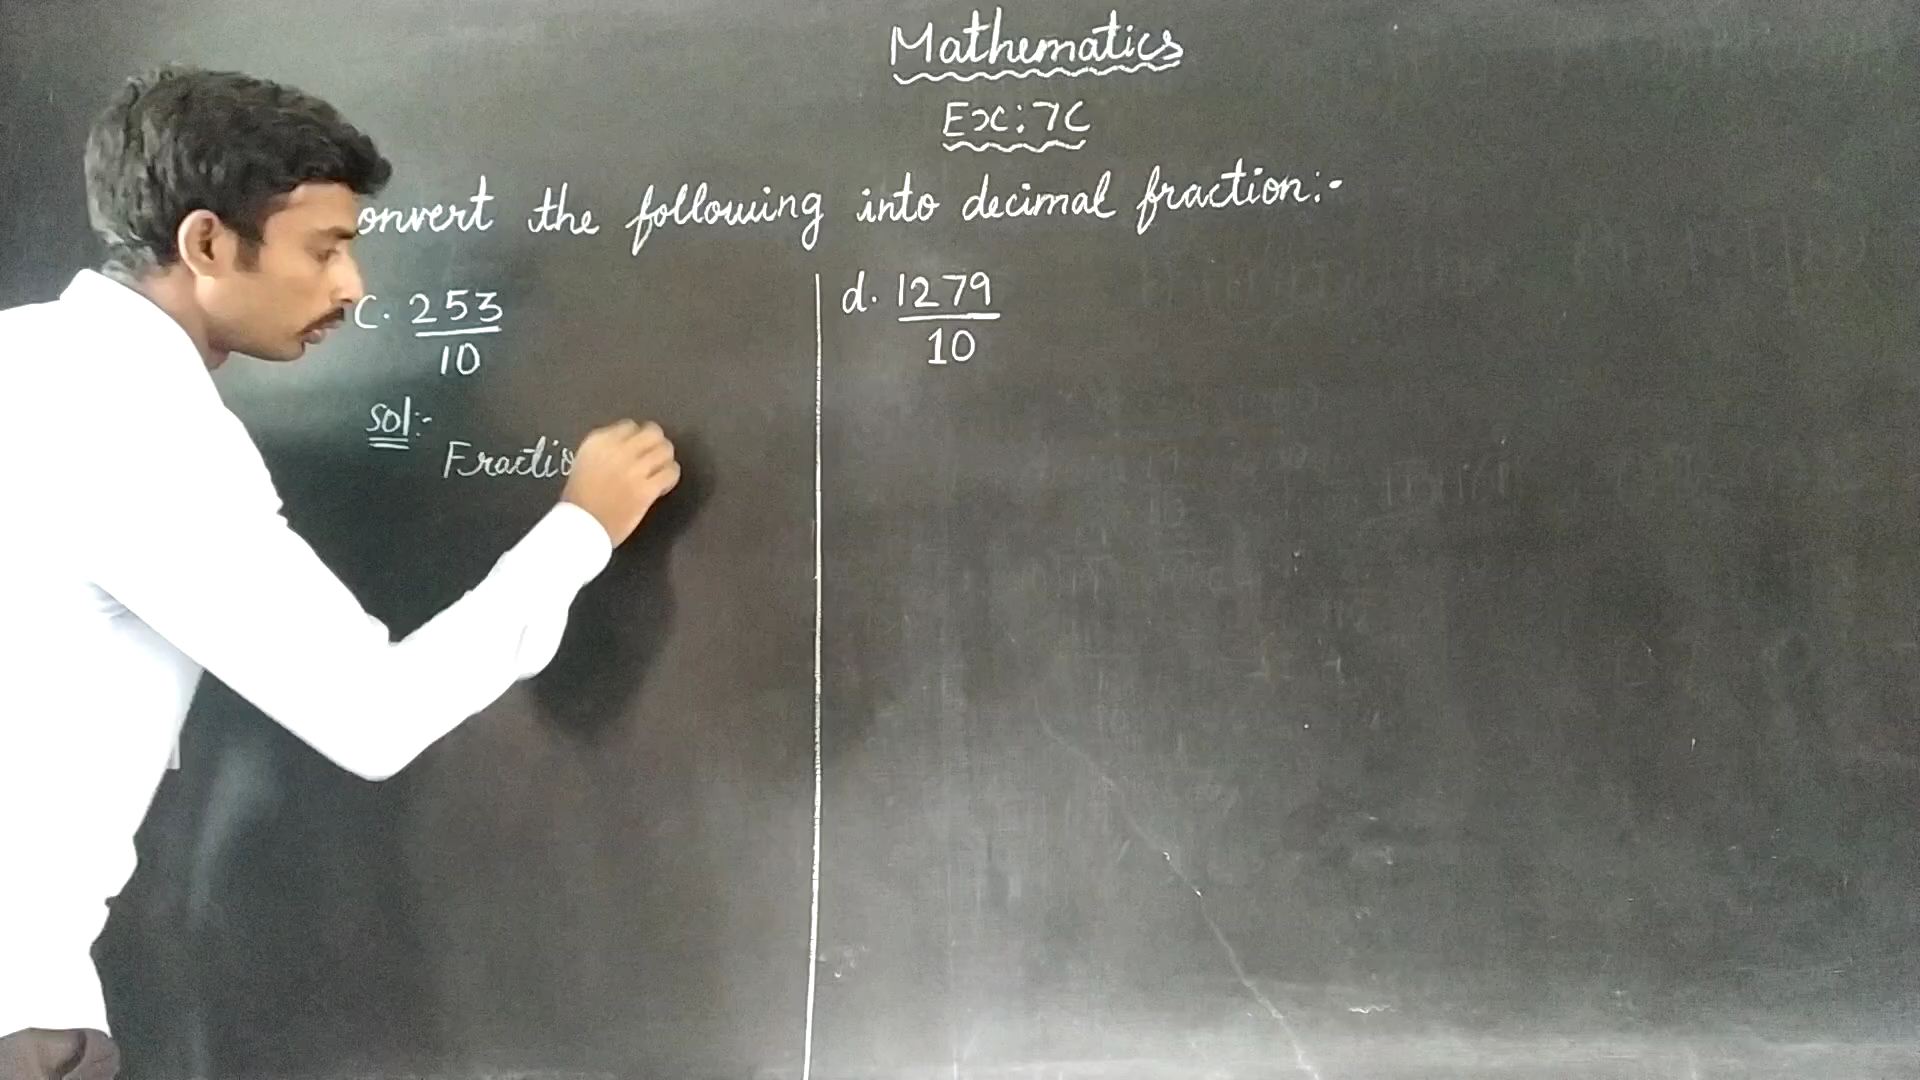 Mathematics
Ex: 7C
onvert the following into decimal fraction:-
C. 253
10
Sol:-
Fractio
d. 1279
10